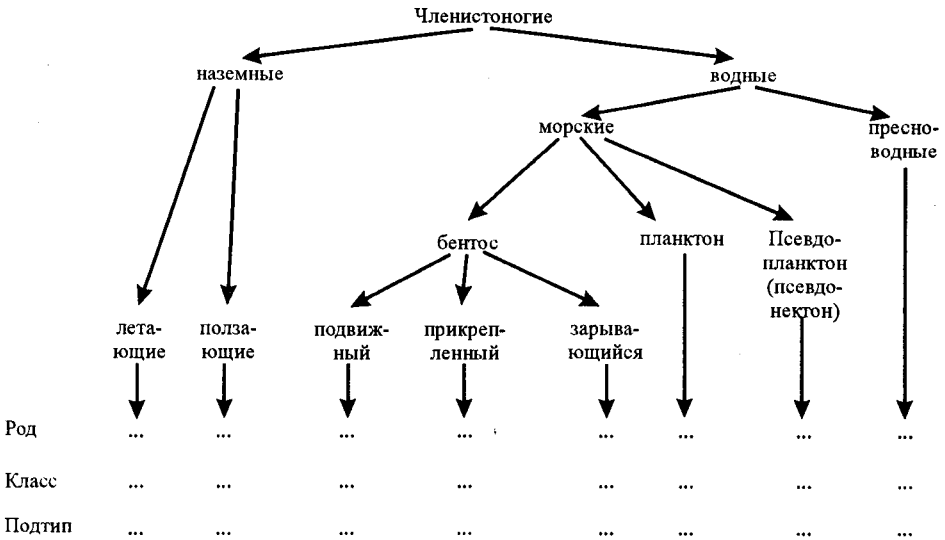 Членистоногие
наземные
водные
морские
пресно-
водные
бентос
планктон
Псевдо-
планктон
(псевдо-
нектон)
лета-
ющие
полза-
ющие
подвиж-
ный
прикреп-
ленный
зарыва-
ющийся
Род ... ... ... ... ... ... ... ...
Класс ... ... ... ... ... ... ... ...
Подтип ... ... ... ... ... ... ... ...